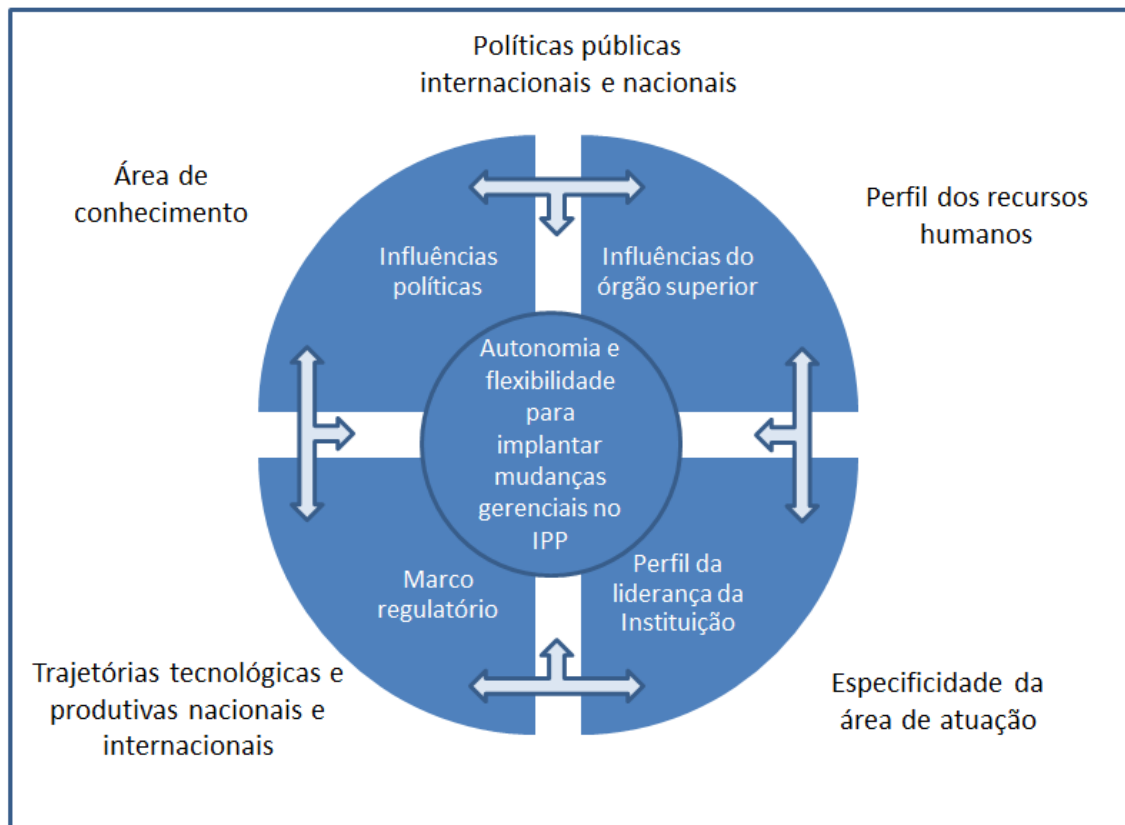 Políticas públicas
internacionais e nacionais
Área de
conhecimento
Perfil dos recursos
humanos
Influências
políticas
Influências do
órgão superior
Autonomia e
flexibilidade
para
implantar
mudanças
gerenciais no
IPP
Marco
regulatório
Perfil da
liderança da
Instituição
Trajetórias tecnológicas e
produtivas nacionais e
internacionais
Especificidade da
área de atuação